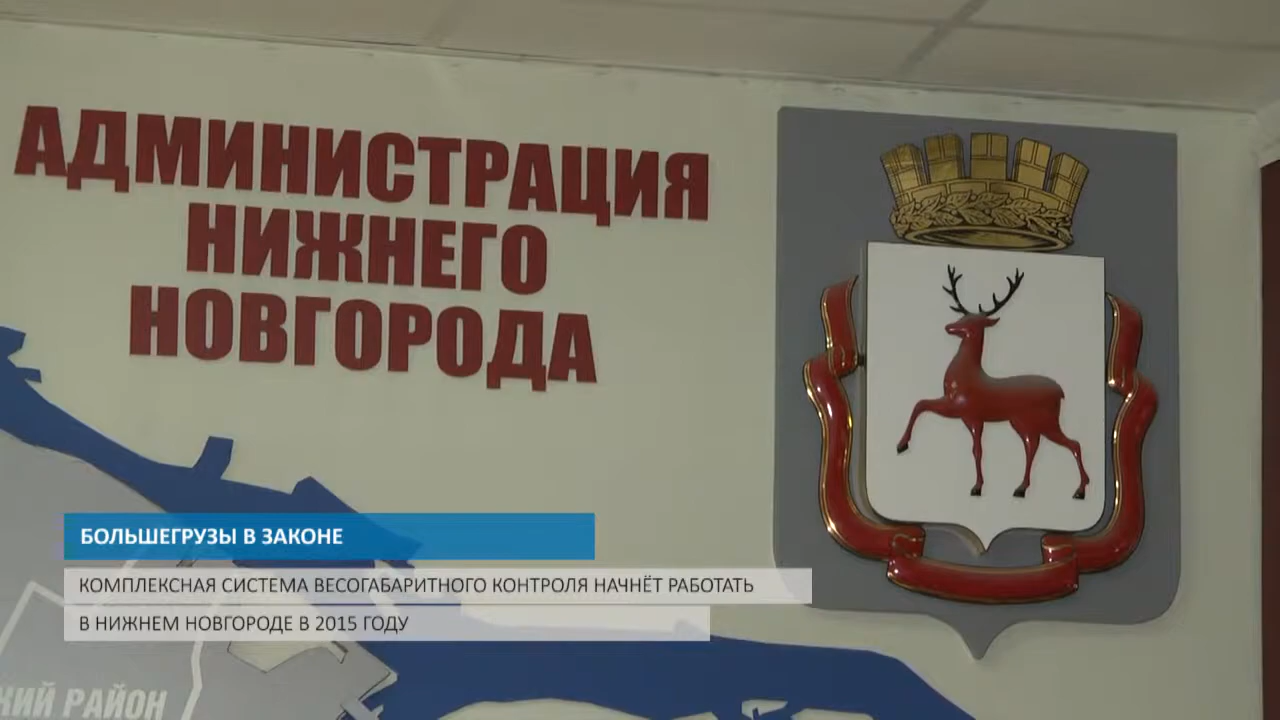 АДМИНИСТРАЦИЯ
НИЖНЕГО
НОВГОРОДА
БОЛЬШЕГРУЗЫ В ЗАКОНЕ
КОМПЛЕКСНАЯ СИСТЕМА ВЕСОГАБАРИТНОГО КОНТРОЛЯ НАЧНЁТ РАБОТАТЬ
В НИЖНЕМ НОВГОРОДЕ В 2015 ГОДУ
РАЙОН